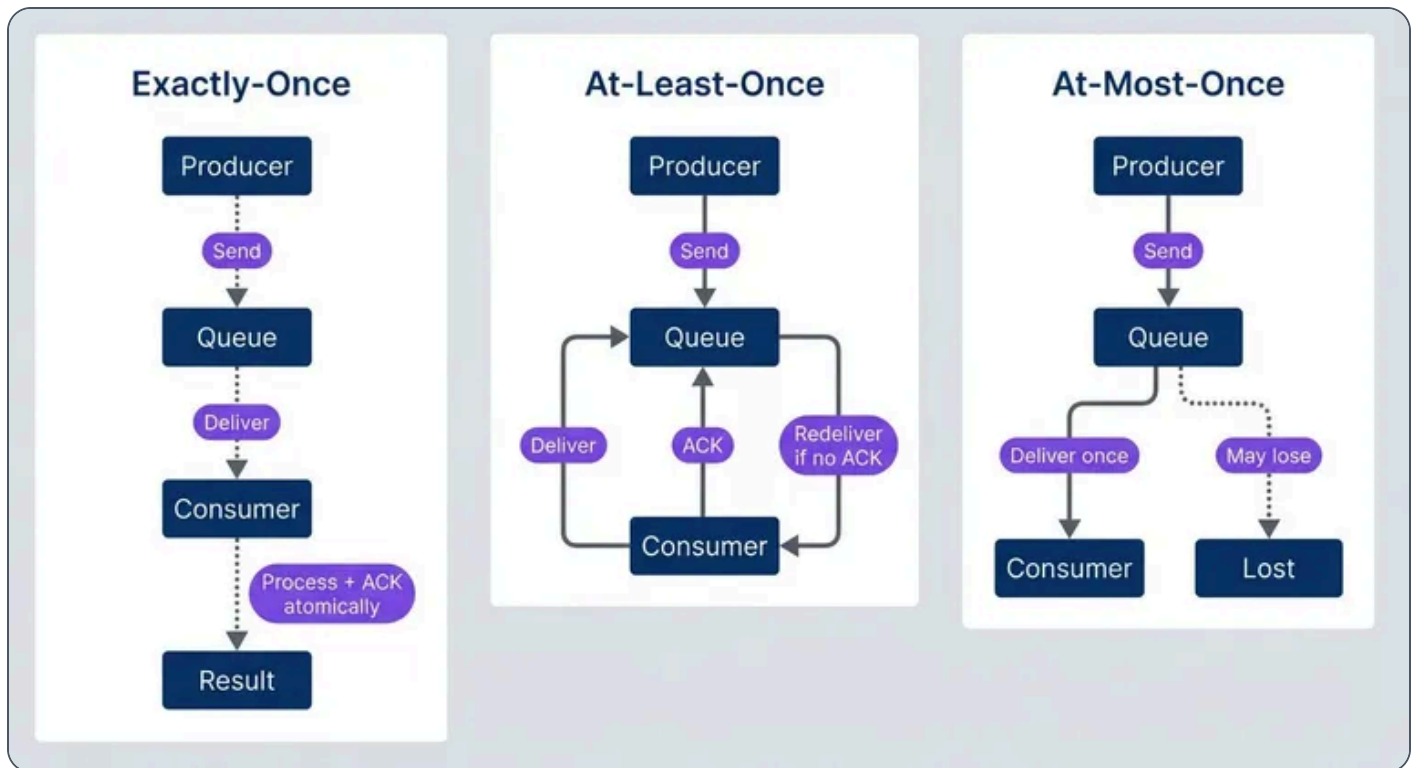 Exactly-Once
Producer
Send
Queue
Deliver
Consumer
Process + ACK
atomically
Result
At-Least-Once
Producer
Send
Queue
Deliver
ACK
Redeliver
if no ACK
Consumer
At-Most-Once
Producer
Send
Queue
Deliver once
May lose
Consumer
Lost